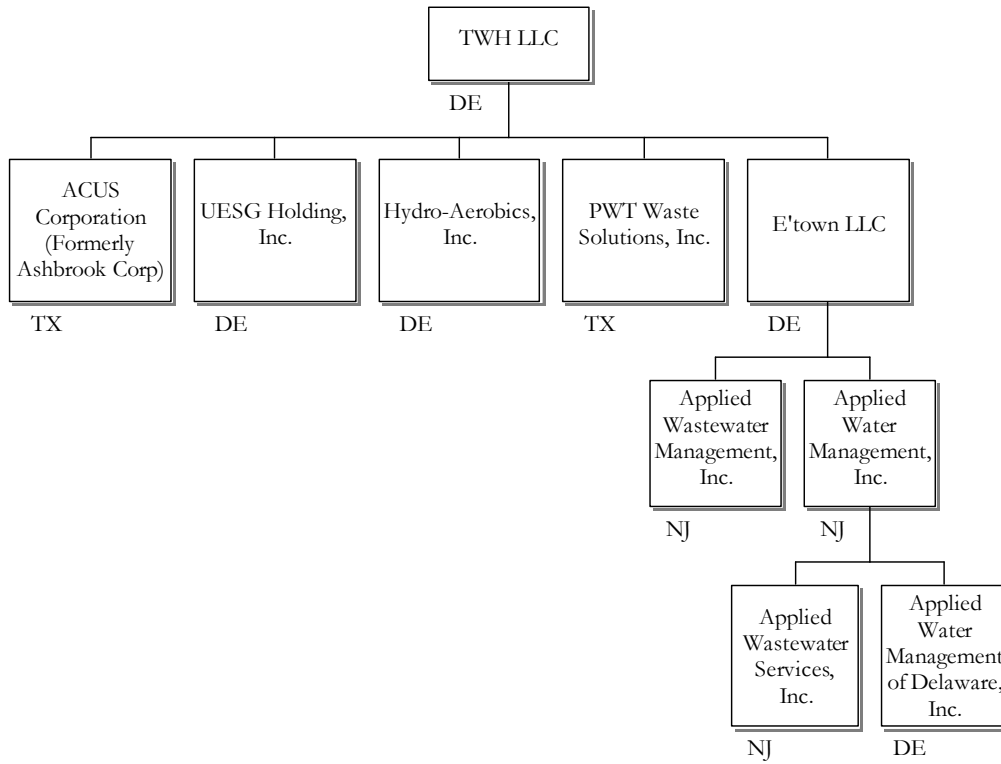 TWH LLC
DE
ACUS
Corporation
(Formerly
Ashbrook Corp)
TX
UESG Holding,
Inc.
DE
Hydro-Aerobics,
Inc.
DE
PWT Waste
Solutions, Inc.
TX
E'town LLC
DE
Applied
Wastewater
Management,
Inc.
NJ
Applied
Water
Management,
Inc.
NJ
Applied
Wastewater
Services,
Inc.
NJ
Applied
Water
Management
of Delaware,
Inc.
DE